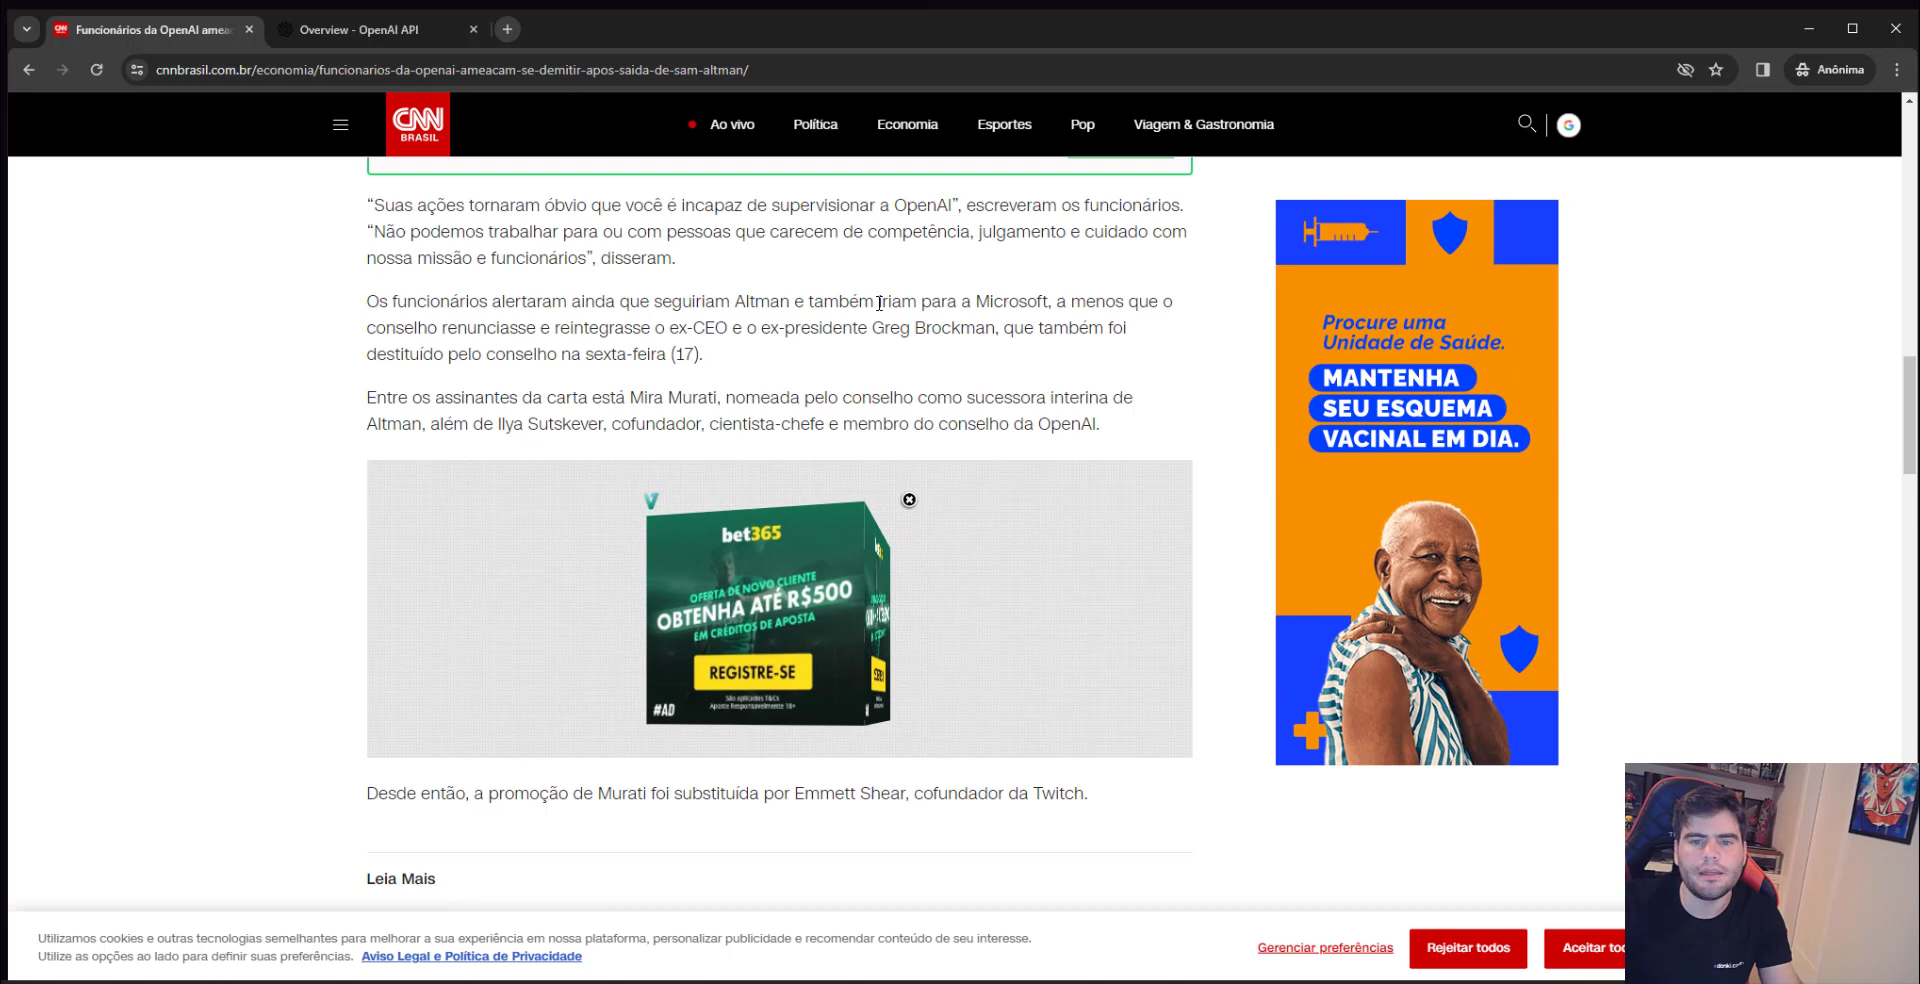 Funcionários da OpenAI amea
Overview - OpenAI API
cnnbrasil.com.br/economia/funcionarios-da-openai-ameacam-se-demitir-apos-saida-de-sam-altman/
Anônima
CNN
BRASIL
Ao vivo
Política
Economia
Esportes
Pop
Viagem & Gastronomia
“Suas ações tornaram óbvio que você é incapaz de supervisionar a OpenAI”, escreveram os funcionários.
“Não podemos trabalhar para ou com pessoas que carecem de competência, julgamento e cuidado com
nossa missão e funcionários”, disseram.
Os funcionários alertaram ainda que seguiriam Altman e também iriam para a Microsoft, a menos que o
conselho renunciasse e reintegrasse o ex-CEO e o ex-presidente Greg Brockman, que também foi
destituído pelo conselho na sexta-feira (17).
Entre os assinantes da carta está Mira Murati, nomeada pelo conselho como sucessora interina de
Altman, além de Ilya Sutskever, cofundador, cientista-chefe e membro do conselho da OpenAI.
bet365
OFERTA DE NOVO CLIENTE
OBTENHA ATÉ R$500
EM CRÉDITOS DE APOSTA
REGISTRE-SE
São aplicados T&Cs
Aposte Responsavelmente 18+
#AD
Procure uma
Unidade de Saúde.
MANTENHA
SEU ESQUEMA
VACINAL EM DIA.
Desde então, a promoção de Murati foi substituída por Emmett Shear, cofundador da Twitch.
Leia Mais
Utilizamos cookies e outras tecnologias semelhantes para melhorar a sua experiência em nossa plataforma, personalizar publicidade e recomendar conteúdo de seu interesse.
Utilize as opções ao lado para definir suas preferências. Aviso Legal e Política de Privacidade
Gerenciar preferências
Rejeitar todos
Aceitar to